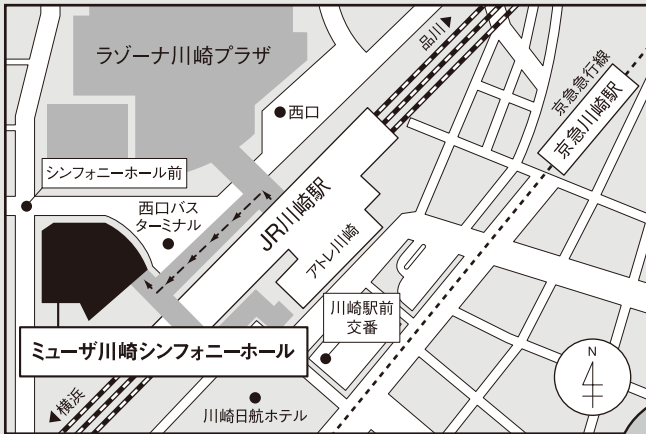 ラゾーナ川崎プラザ
品川
京急急行線
京急川崎駅
西口
シンフォニーホール前
西口バス
ターミナル
JR川崎駅
アトレ川崎
川崎駅前
交番
ミューザ川崎シンフォニーホール
N
横浜
川崎日航ホテル